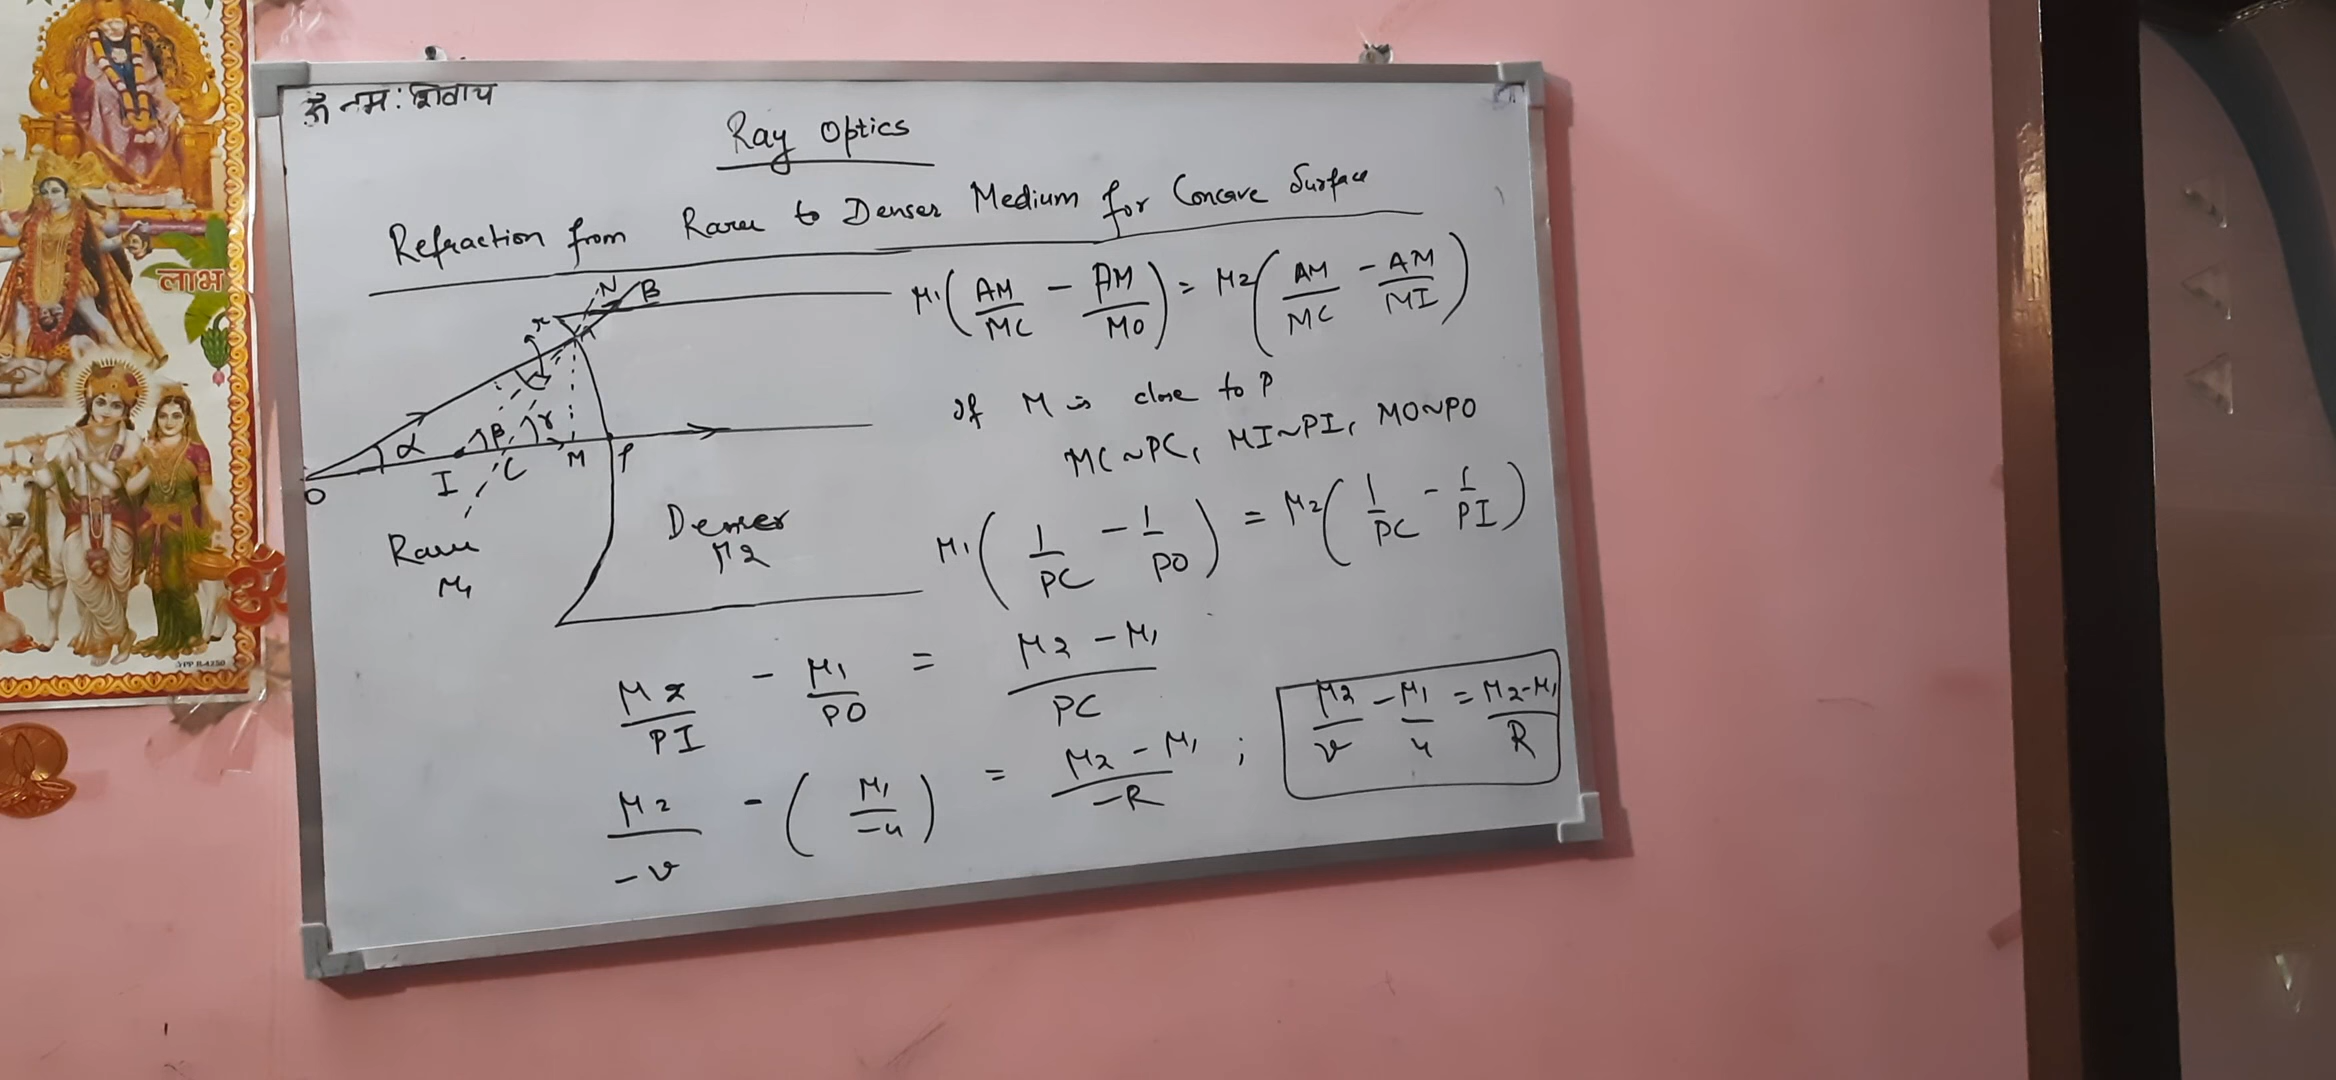 ॐ नमः शिवाय
Ray Optics
Refraction from Rarer to Denser Medium for Concave Surface
μ1(AM/MC - AM/MO) = μ2(AM/MC - AM/MI)
If M is close to P
MC~PC, MI~PI, MO~PO
μ1(1/PC - 1/PO) = μ2(1/PC - 1/PI)
N B
r
A
α β γ
O I C M P
Rarer
μ1
Denser
μ2
μ2/PI - μ1/PO = μ2 - μ1/PC
μ2/-v - (μ1/-u) = μ2 - μ1/-R ;
μ2/v - μ1/u = μ2-μ1/R
लाभ